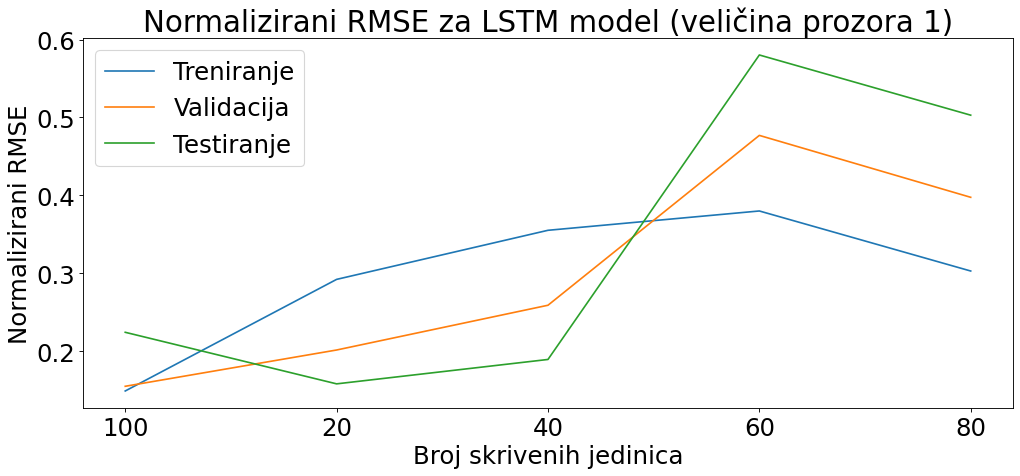 Normalizirani RMSE za LSTM model (veličina prozora 1)
Normalizirani RMSE
0.6
0.5
0.4
0.3
0.2
Treniranje
Validacija
Testiranje
100 20 40 60 80
Broj skrivenih jedinica